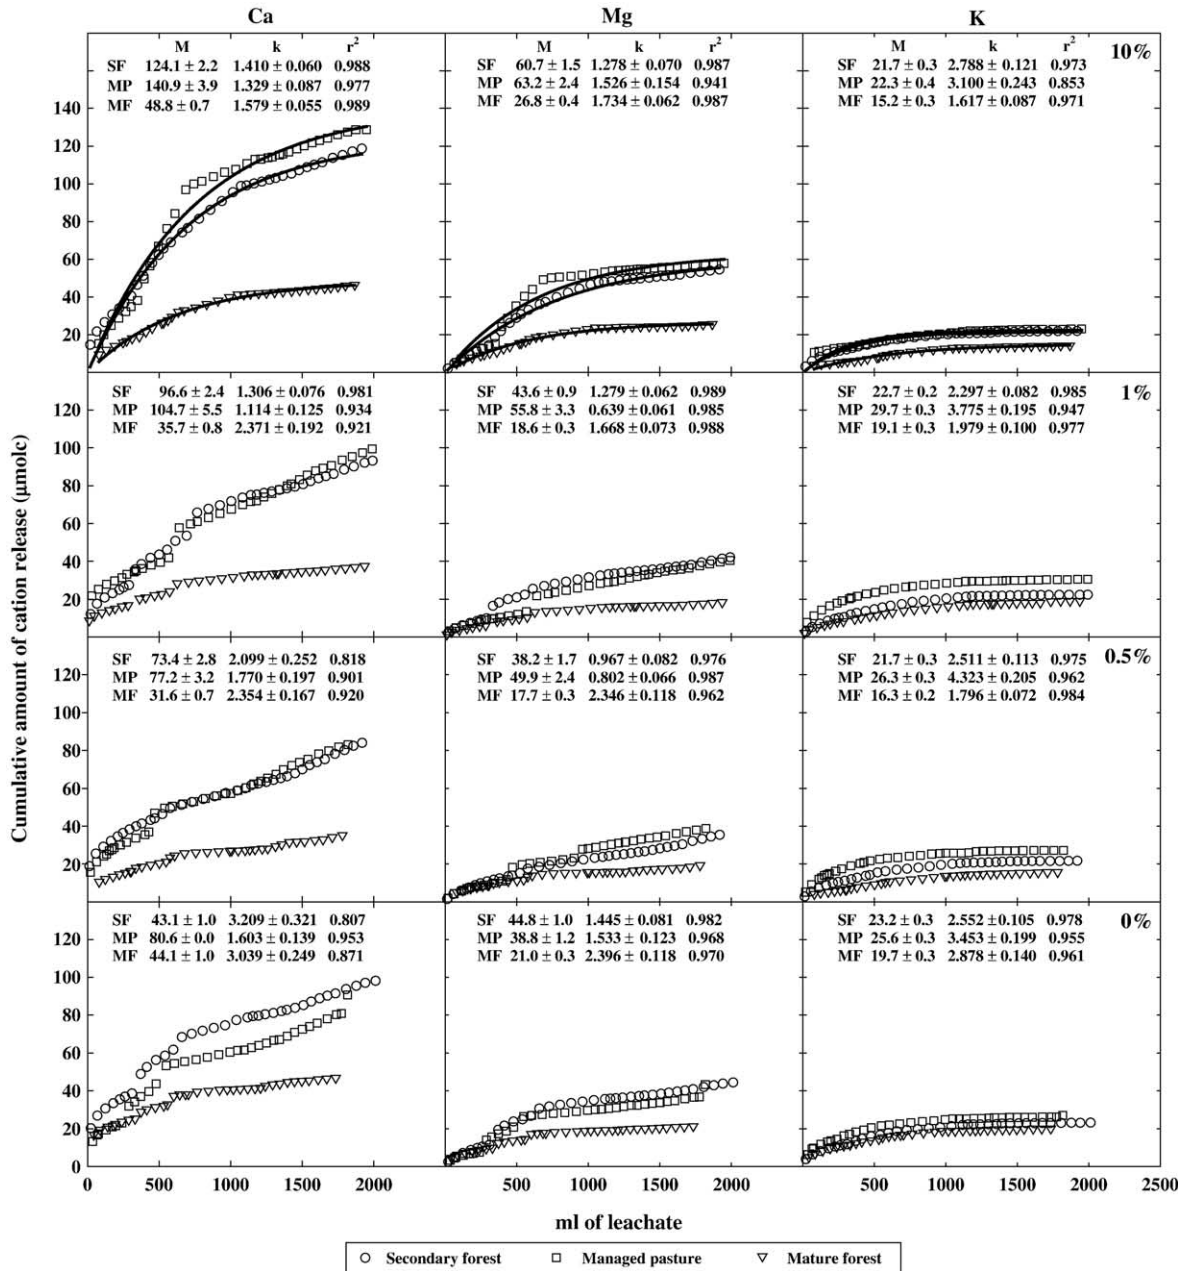 Ca Mg K
M k r2 M k r2 M k r2 10%
SF 124.1 ± 2.2 1.410 ± 0.060 0.988 SF 60.7 ± 1.5 1.278 ± 0.070 0.987 SF 21.7 ± 0.3 2.788 ± 0.121 0.973
MP 140.9 ± 3.9 1.329 ± 0.087 0.977 MP 63.2 ± 2.4 1.526 ± 0.154 0.941 MP 22.3 ± 0.4 3.100 ± 0.243 0.853
MF 48.8 ± 0.7 1.579 ± 0.055 0.989 MF 26.8 ± 0.4 1.734 ± 0.062 0.987 MF 15.2 ± 0.3 1.617 ± 0.087 0.971
140
120
100
80
60
40
20
SF 96.6 ± 2.4 1.306 ± 0.076 0.981 SF 43.6 ± 0.9 1.279 ± 0.062 0.989 SF 22.7 ± 0.2 2.297 ± 0.082 0.985 1%
MP 104.7 ± 5.5 1.114 ± 0.125 0.934 MP 55.8 ± 3.3 0.639 ± 0.061 0.985 MP 29.7 ± 0.3 3.775 ± 0.195 0.947
MF 35.7 ± 0.8 2.371 ± 0.192 0.921 MF 18.6 ± 0.3 1.668 ± 0.073 0.988 MF 19.1 ± 0.3 1.979 ± 0.100 0.977
120
100
80
60
40
20
SF 73.4 ± 2.8 2.099 ± 0.252 0.818 SF 38.2 ± 1.7 0.967 ± 0.082 0.976 SF 21.7 ± 0.3 2.511 ± 0.113 0.975 0.5%
MP 77.2 ± 3.2 1.770 ± 0.197 0.901 MP 49.9 ± 2.4 0.802 ± 0.066 0.987 MP 26.3 ± 0.3 4.323 ± 0.205 0.962
MF 31.6 ± 0.7 2.354 ± 0.167 0.920 MF 17.7 ± 0.3 2.346 ± 0.118 0.962 MF 16.3 ± 0.2 1.796 ± 0.072 0.984
120
100
80
60
40
20
SF 43.1 ± 1.0 3.209 ± 0.321 0.807 SF 44.8 ± 1.0 1.445 ± 0.081 0.982 SF 23.2 ± 0.3 2.552 ± 0.105 0.978 0%
MP 80.6 ± 0.0 1.603 ± 0.139 0.953 MP 38.8 ± 1.2 1.533 ± 0.123 0.968 MP 25.6 ± 0.3 3.453 ± 0.199 0.955
MF 44.1 ± 1.0 3.039 ± 0.249 0.871 MF 21.0 ± 0.3 2.396 ± 0.118 0.970 MF 19.7 ± 0.3 2.878 ± 0.140 0.961
120
100
80
60
40
20
0
0 500 1000 1500 2000 500 1000 1500 2000 500 1000 1500 2000 2500
Cumulative amount of cation release (µmolc)
ml of leachate
Secondary forest Managed pasture Mature forest